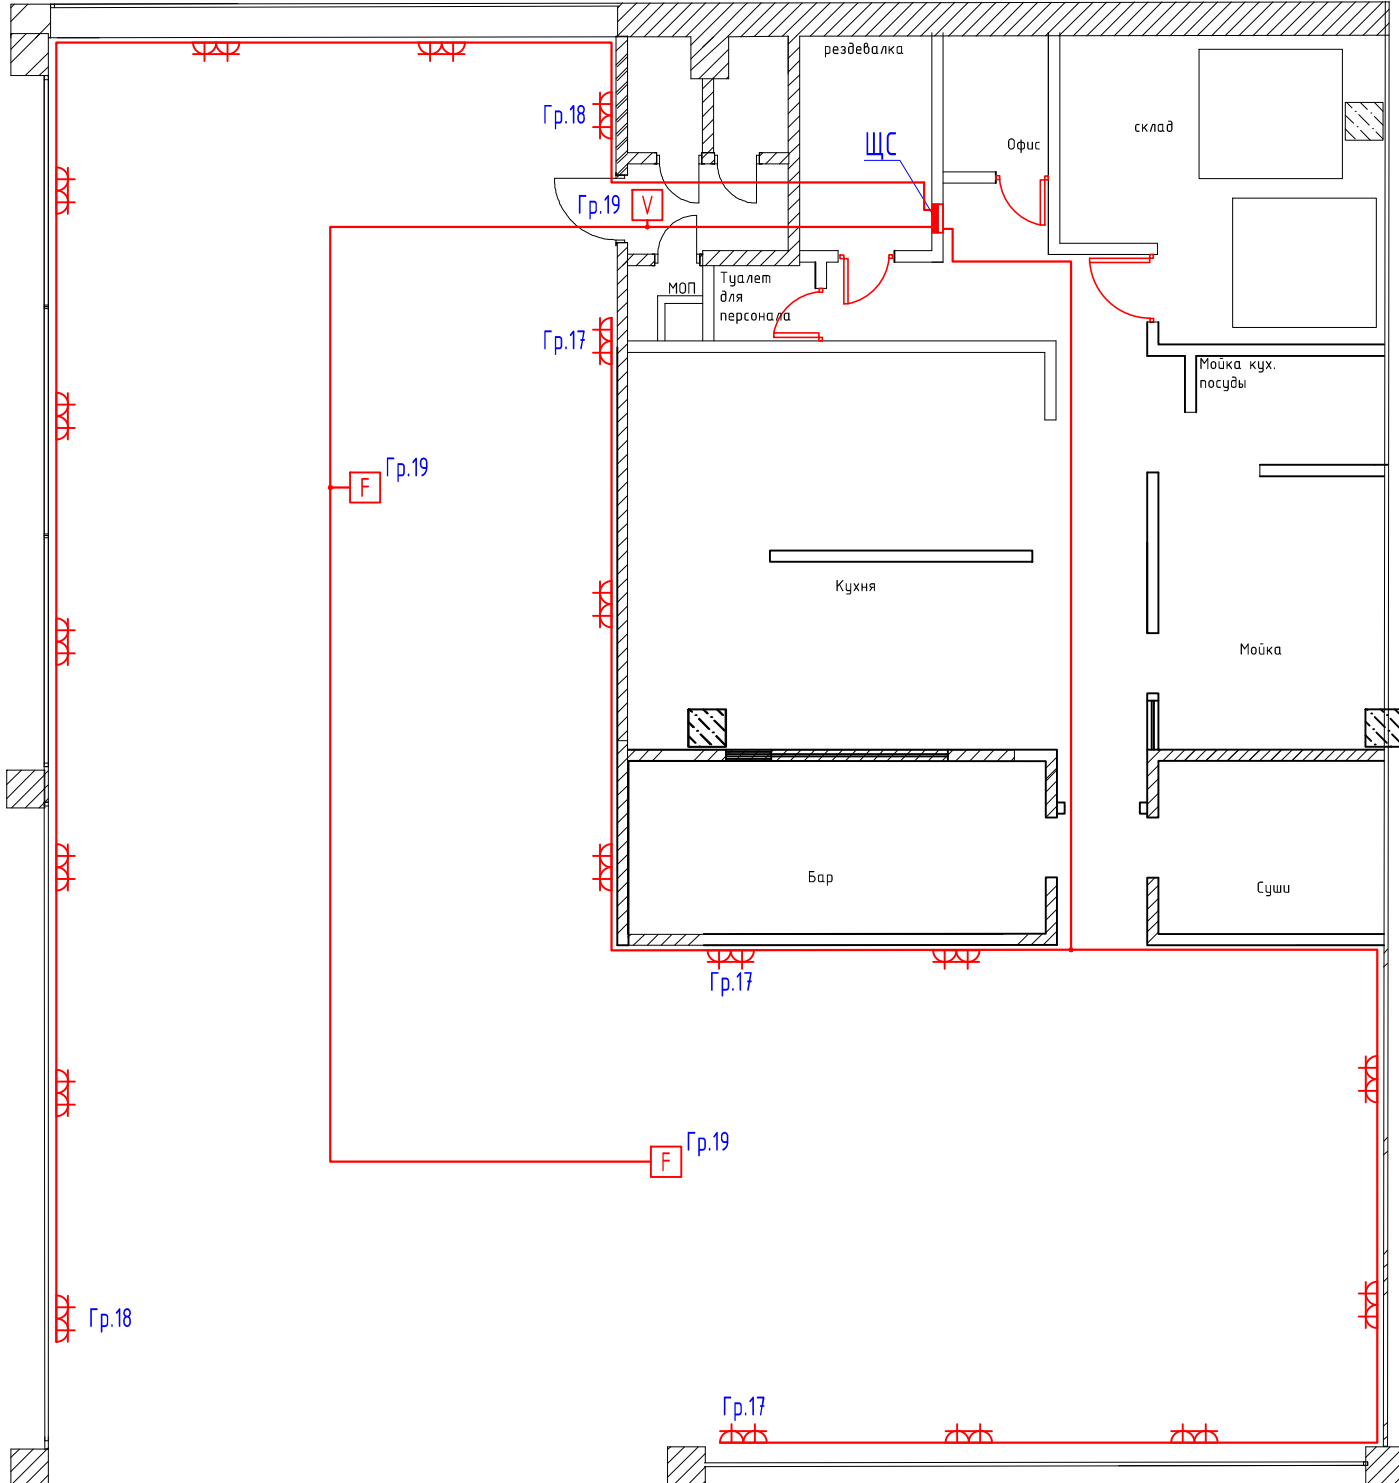 рездевалка
Гр.18
ЩС
Офис
склад
Гр.19
V
МОП
Туалет
для
персонала
Гр.17
Мойка кух.
посуды
Гр.19
F
Кухня
Мойка
Бар
Суши
Гр.17
Гр.19
F
Гр.18
Гр.17